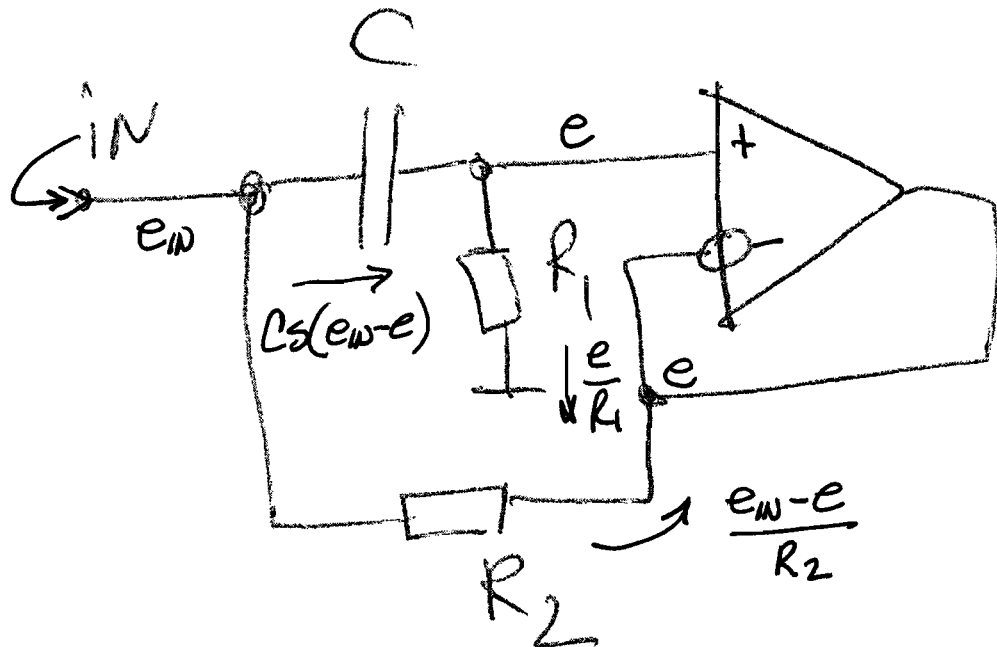 C
iN
e
+
e_IN
R_1
Cs(e_IN-e)
e/R_1
e
(e_IN-e)/R_2
R_2